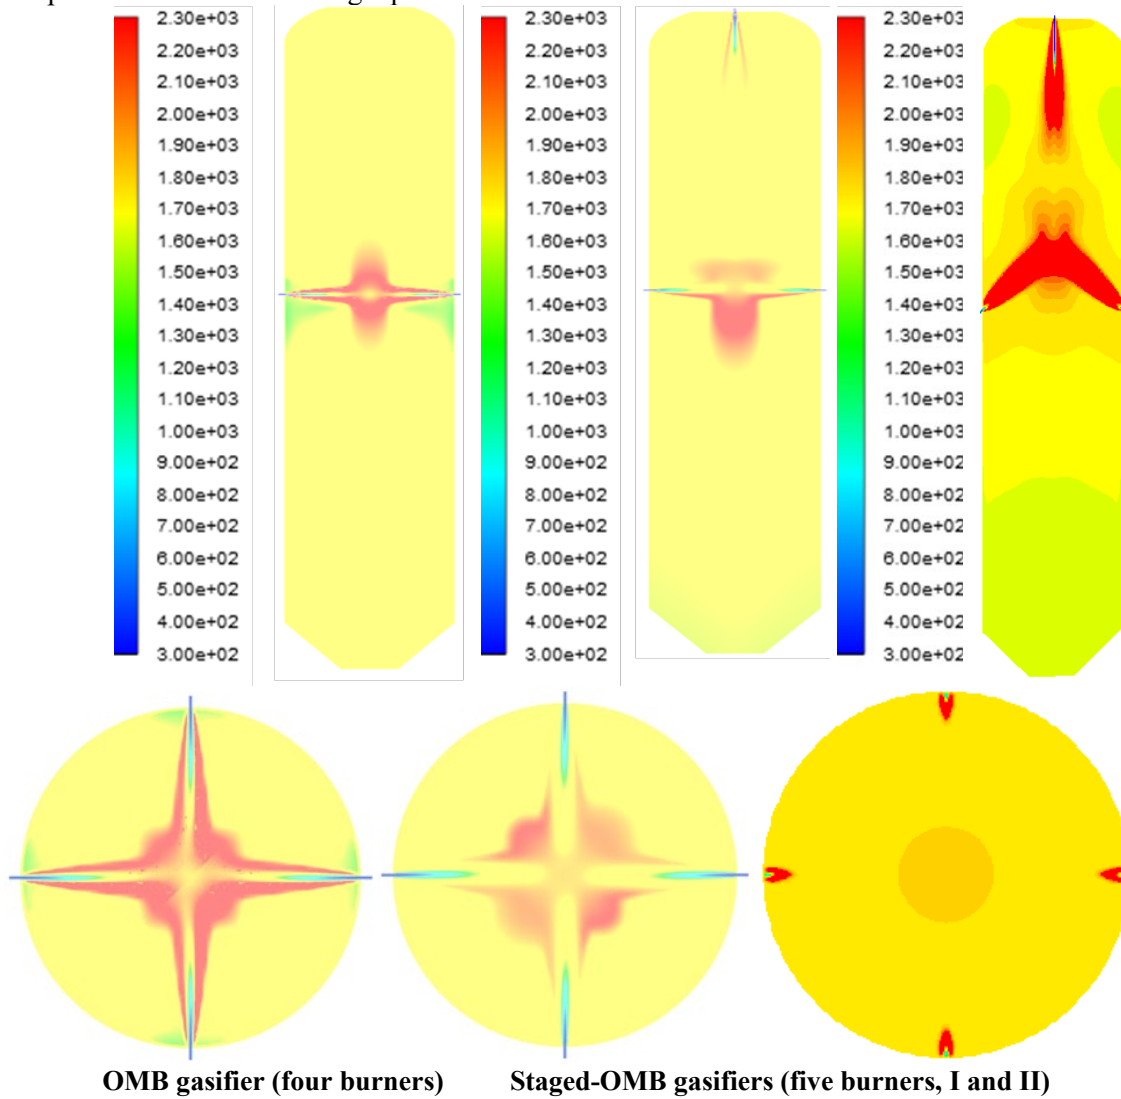 2.30e+03 2.30e+03 2.30e+03
2.20e+03 2.20e+03 2.20e+03
2.10e+03 2.10e+03 2.10e+03
2.00e+03 2.00e+03 2.00e+03
1.90e+03 1.90e+03 1.90e+03
1.80e+03 1.80e+03 1.80e+03
1.70e+03 1.70e+03 1.70e+03
1.60e+03 1.60e+03 1.60e+03
1.50e+03 1.50e+03 1.50e+03
1.40e+03 1.40e+03 1.40e+03
1.30e+03 1.30e+03 1.30e+03
1.20e+03 1.20e+03 1.20e+03
1.10e+03 1.10e+03 1.10e+03
1.00e+03 1.00e+03 1.00e+03
9.00e+02 9.00e+02 9.00e+02
8.00e+02 8.00e+02 8.00e+02
7.00e+02 7.00e+02 7.00e+02
6.00e+02 6.00e+02 6.00e+02
5.00e+02 5.00e+02 5.00e+02
4.00e+02 4.00e+02 4.00e+02
3.00e+02 3.00e+02 3.00e+02
OMB gasifier (four burners) Staged-OMB gasifiers (five burners, I and II)